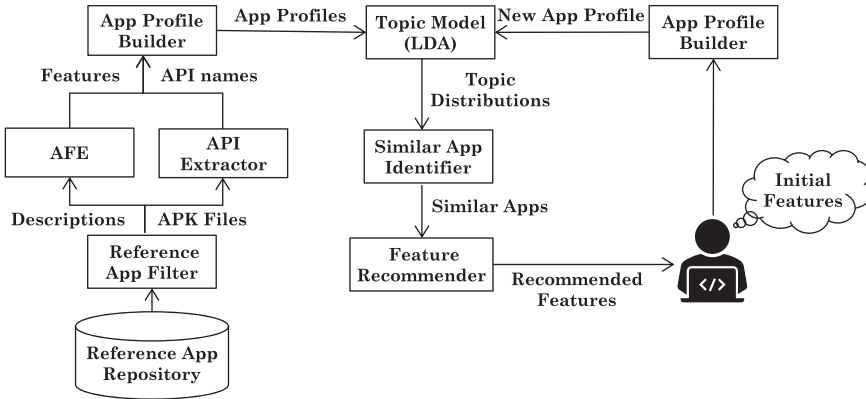 App Profile
Builder
App Profiles
Topic Model
(LDA)
New App Profile
App Profile
Builder
Features
API names
Topic
Distributions
AFE
API
Extractor
Similar App
Identifier
Initial
Features
Descriptions
APK Files
Similar Apps
Reference
App Filter
Feature
Recommender
Recommended
Features
</>
Reference App
Repository